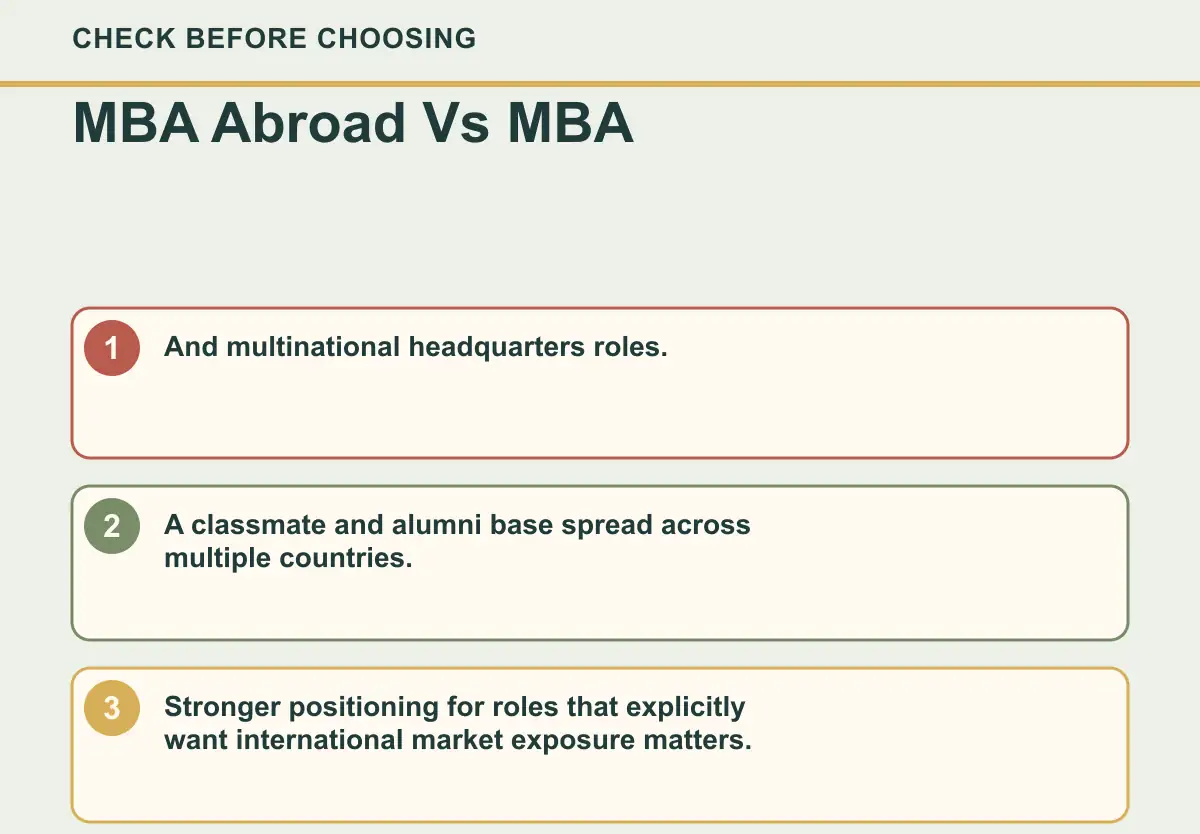 CHECK BEFORE CHOOSING
MBA Abroad Vs MBA
1
And multinational headquarters roles.
2
A classmate and alumni base spread across
multiple countries.
3
Stronger positioning for roles that explicitly
want international market exposure matters.